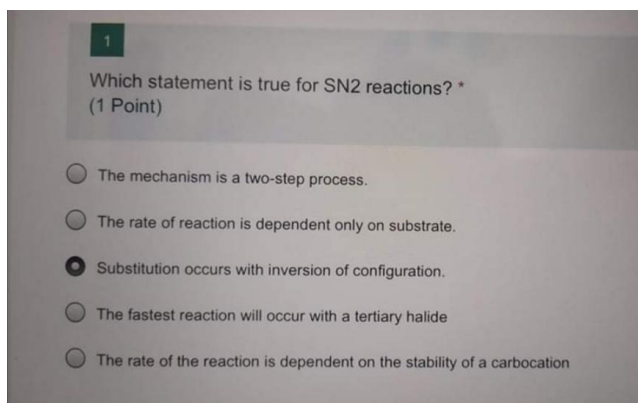 1
Which statement is true for SN2 reactions? *
(1 Point)
The mechanism is a two-step process.
The rate of reaction is dependent only on substrate.
Substitution occurs with inversion of configuration.
The fastest reaction will occur with a tertiary halide
The rate of the reaction is dependent on the stability of a carbocation